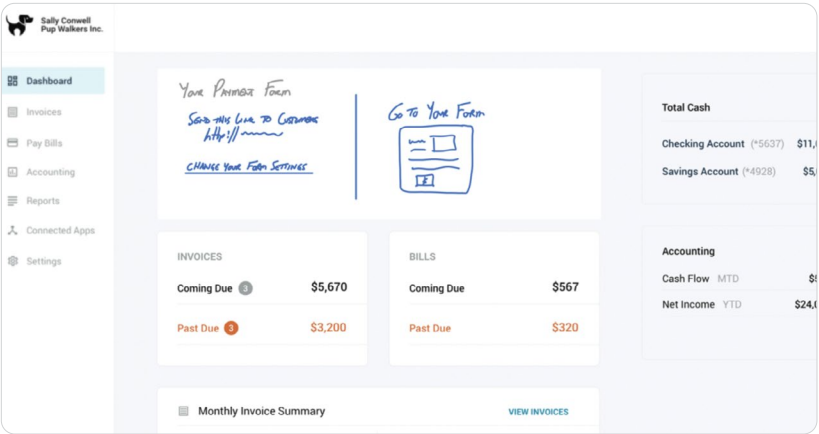 Sally Conwell
Pup Walkers Inc.
Dashboard
Invoices
Pay Bills
Accounting
Reports
Connected Apps
Settings
Your Payment Form
Send this Link to Customers
http://
Change Your Form Settings
Go To Your Form
Total Cash
Checking Account (*5637) $11,
Savings Account (*4928) $5,
INVOICES
Coming Due 3 $5,670
Past Due 3 $3,200
BILLS
Coming Due $567
Past Due $320
Accounting
Cash Flow MTD
Net Income YTD $24,
Monthly Invoice Summary VIEW INVOICES